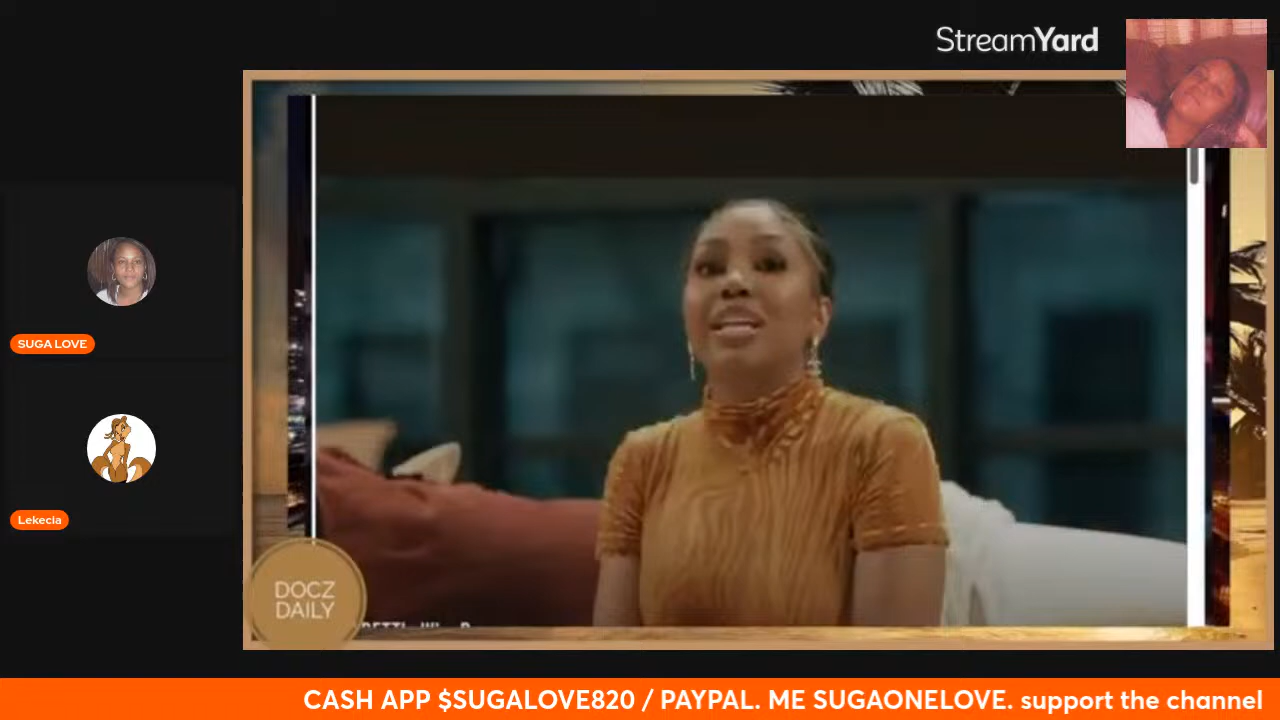 StreamYard
SUGA LOVE
Lekecia
DOCZ
DAILY
CASH APP $SUGALOVE820 / PAYPAL. ME SUGAONELOVE. support the channel